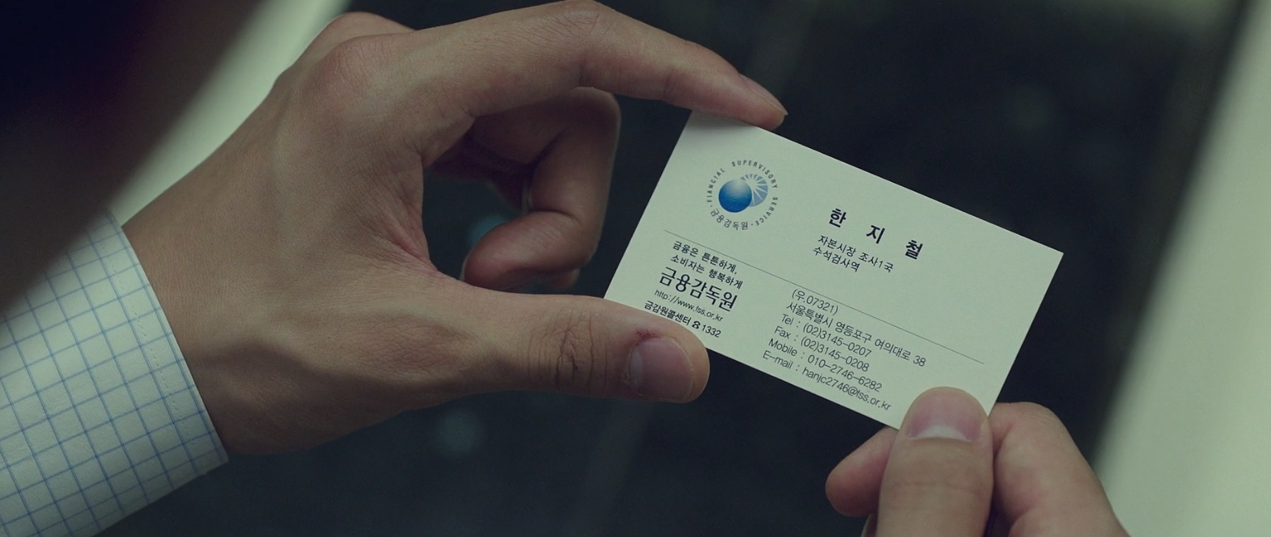 FINANCIAL SUPERVISORY SERVICE
금융감독원
한 지 철
자본시장 조사1국
수석검사역
금융은 튼튼하게,
소비자는 행복하게
금융감독원
http://www.fss.or.kr
금감원콜센터 ☎1332
(우.07321)
서울특별시 영등포구 여의대로 38
Tel : (02)3145-0207
Fax : (02)3145-0208
Mobile : 010-2746-6282
E-mail : hanjc2746@fss.or.kr